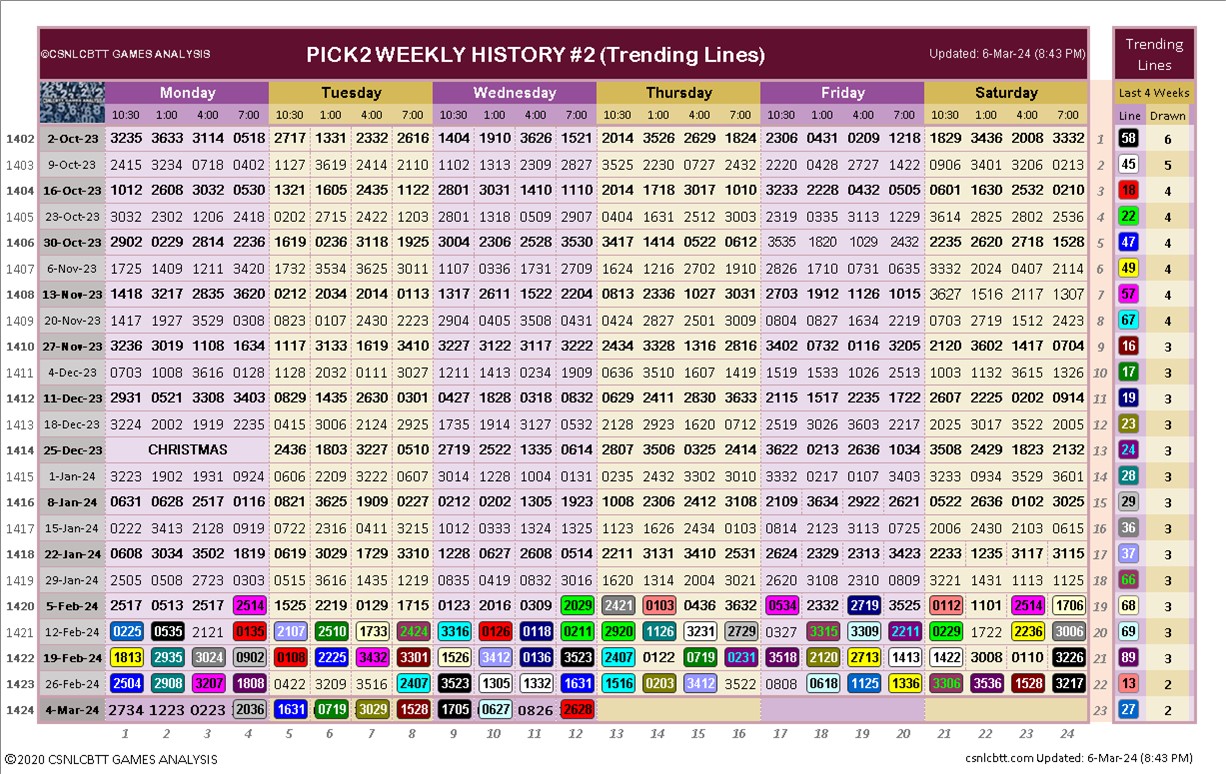 ©CSNLCBTT GAMES ANALYSIS PICK2 WEEKLY HISTORY #2 (Trending Lines) Updated: 6-Mar-24 (8:43 PM) Trending Lines
Monday Tuesday Wednesday Thursday Friday Saturday Last 4 Weeks
10:30 1:00 4:00 7:00 10:30 1:00 4:00 7:00 10:30 1:00 4:00 7:00 10:30 1:00 4:00 7:00 10:30 1:00 4:00 7:00 10:30 1:00 4:00 7:00 Line Drawn
1402 2-Oct-23 3235 3633 3114 0518 2717 1331 2332 2616 1404 1910 3626 1521 2014 3526 2629 1824 2306 0431 0209 1218 1829 3436 2008 3332 1 58 6
1403 9-Oct-23 2415 3234 0718 0402 1127 3619 2414 2110 1102 1313 2309 2827 3525 2230 0727 2432 2220 0428 2727 1422 0906 3401 3206 0213 2 45 5
1404 16-Oct-23 1012 2608 3032 0530 1321 1605 2435 1122 2801 3031 1410 1110 2014 1718 3017 1010 3233 2228 0432 0505 0601 1630 2532 0210 3 18 4
1405 23-Oct-23 3032 2302 1206 2418 0202 2715 2422 1203 2801 1318 0509 2907 0404 1631 2512 3003 2319 0335 3113 1229 3614 2825 2802 2536 4 22 4
1406 30-Oct-23 2902 0229 2814 2236 1619 0236 3118 1925 3004 2306 2528 3530 3417 1414 0522 0612 3535 1820 1029 2432 2235 2620 2718 1528 5 47 4
1407 6-Nov-23 1725 1409 1211 3420 1732 3534 3625 3011 1107 0336 1731 2709 1624 1216 2702 1910 2826 1710 0731 0635 3332 2024 0407 2114 6 49 4
1408 13-Nov-23 1418 3217 2835 3620 0212 2034 2014 0113 1317 2611 1522 2204 0813 2336 1027 3031 2703 1912 1126 1015 3627 1516 2117 1307 7 57 4
1409 20-Nov-23 1417 1927 3529 0308 0823 0107 2430 2223 2904 0405 3508 0431 0424 2827 2501 3009 0804 0827 1634 2219 0703 2719 1512 2423 8 67 4
1410 27-Nov-23 3236 3019 1108 1634 1117 3133 1619 3410 3227 3122 3117 3222 2434 3328 1316 2816 3402 0732 0116 3205 2120 3602 1417 0704 9 16 3
1411 4-Dec-23 0703 1008 3616 0128 1128 2032 0111 3027 1211 1413 0234 1909 0636 3510 1607 1419 1519 1533 1026 2513 1003 1132 3615 1326 10 17 3
1412 11-Dec-23 2931 0521 3308 3403 0829 1435 2630 0301 0427 1828 0318 0832 0629 2411 2830 3633 2115 1517 2235 1722 2607 2225 0202 0914 11 19 3
1413 18-Dec-23 3224 2002 1919 2235 0415 3006 2124 2923 1735 1914 3127 0532 2128 2923 1620 0712 2519 3026 3603 2217 2025 3017 3522 2005 12 23 3
1414 25-Dec-23 CHRISTMAS 2436 1803 3227 0510 2719 2522 1335 0614 2807 3506 0325 2414 3622 0213 2636 1034 3508 2429 1823 2132 13 24 3
1415 1-Jan-24 3223 1902 1931 0924 0606 2209 3222 0607 3014 1228 1004 0131 0235 2432 3302 3010 3332 0217 0107 3403 3233 0934 3529 3601 14 28 3
1416 8-Jan-24 0631 0628 2517 0116 0821 3625 1909 0227 0212 0202 1305 1923 1008 2306 2412 3108 2109 3634 2922 2621 0522 2636 0102 3025 15 29 3
1417 15-Jan-24 0222 3413 2128 0919 0722 2316 0411 3215 1012 0333 1324 1325 1123 1626 2434 0103 0814 2123 3113 0725 2006 2430 2103 0615 16 36 3
1418 22-Jan-24 0608 3034 3502 1819 0619 3029 1729 3310 1228 0627 2608 0514 2211 3131 3410 2531 2624 2329 2313 3423 2233 1235 3117 3115 17 37 3
1419 29-Jan-24 2505 0508 2723 0303 0515 3616 1435 1219 0835 0419 0832 3016 1620 1314 2004 3021 2620 3108 2310 0809 3221 1431 1113 1125 18 66 3
1420 5-Feb-24 2517 0513 2517 2514 1525 2219 0129 1715 0123 2016 0309 2029 2421 0103 0436 3632 0534 2332 2719 3525 0112 1101 2514 1706 19 68 3
1421 12-Feb-24 0225 0535 2121 0135 2107 2510 1733 2424 3316 0126 0118 0211 2920 1126 3231 2729 0327 3315 3309 2211 0229 1722 2236 3006 20 69 3
1422 19-Feb-24 1813 2935 3024 0902 0108 2225 3432 3301 1526 3412 0136 3523 2407 0122 0719 0231 3518 2120 2713 1413 1422 3008 0110 3226 21 89 3
1423 26-Feb-24 2504 2908 3207 1808 0422 3209 3516 2407 3523 1305 1332 1631 1516 0203 3412 3522 0808 0618 1125 1336 3306 3536 1528 3217 22 13 2
1424 4-Mar-24 2734 1223 0223 2036 1631 0719 3029 1528 1705 0627 0826 2628 23 27 2
1 2 3 4 5 6 7 8 9 10 11 12 13 14 15 16 17 18 19 20 21 22 23 24
©2020 CSNLCBTT GAMES ANALYSIS csnlcbtt.com Updated: 6-Mar-24 (8:43 PM)